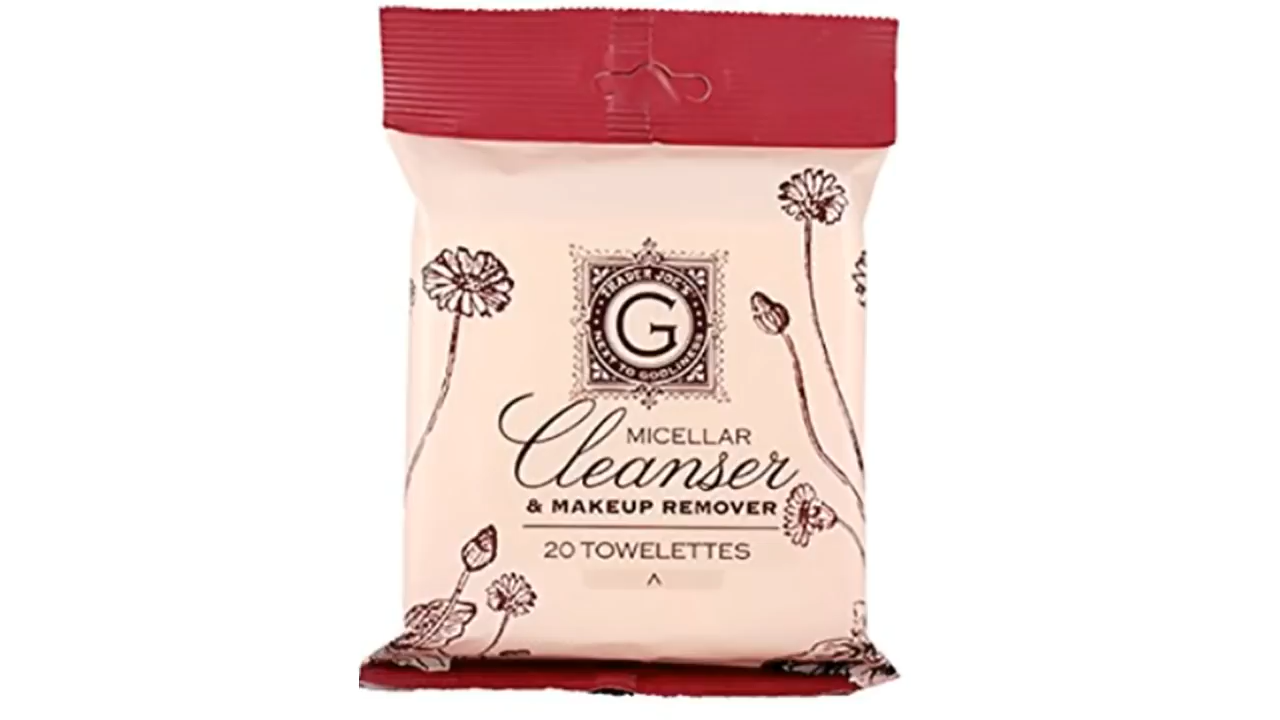 TRADER JOE'S
G
NEXT TO GODLINESS
MICELLAR
Cleanser
& MAKEUP REMOVER
20 TOWELETTES